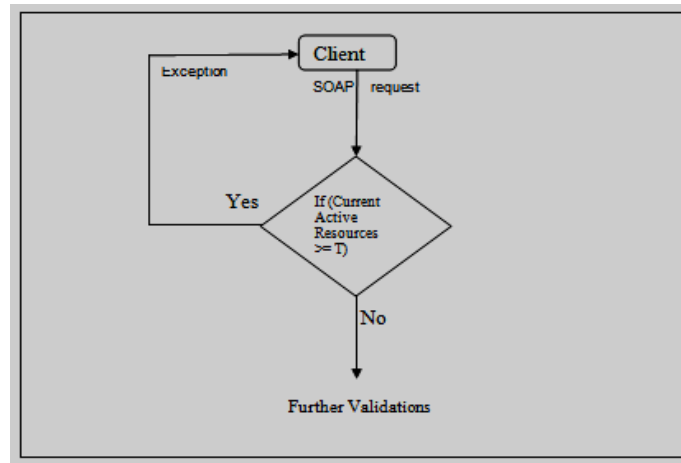 Client
Exception
SOAP request
Yes
If (Current
Active
Resources
>= T)
No
Further Validations